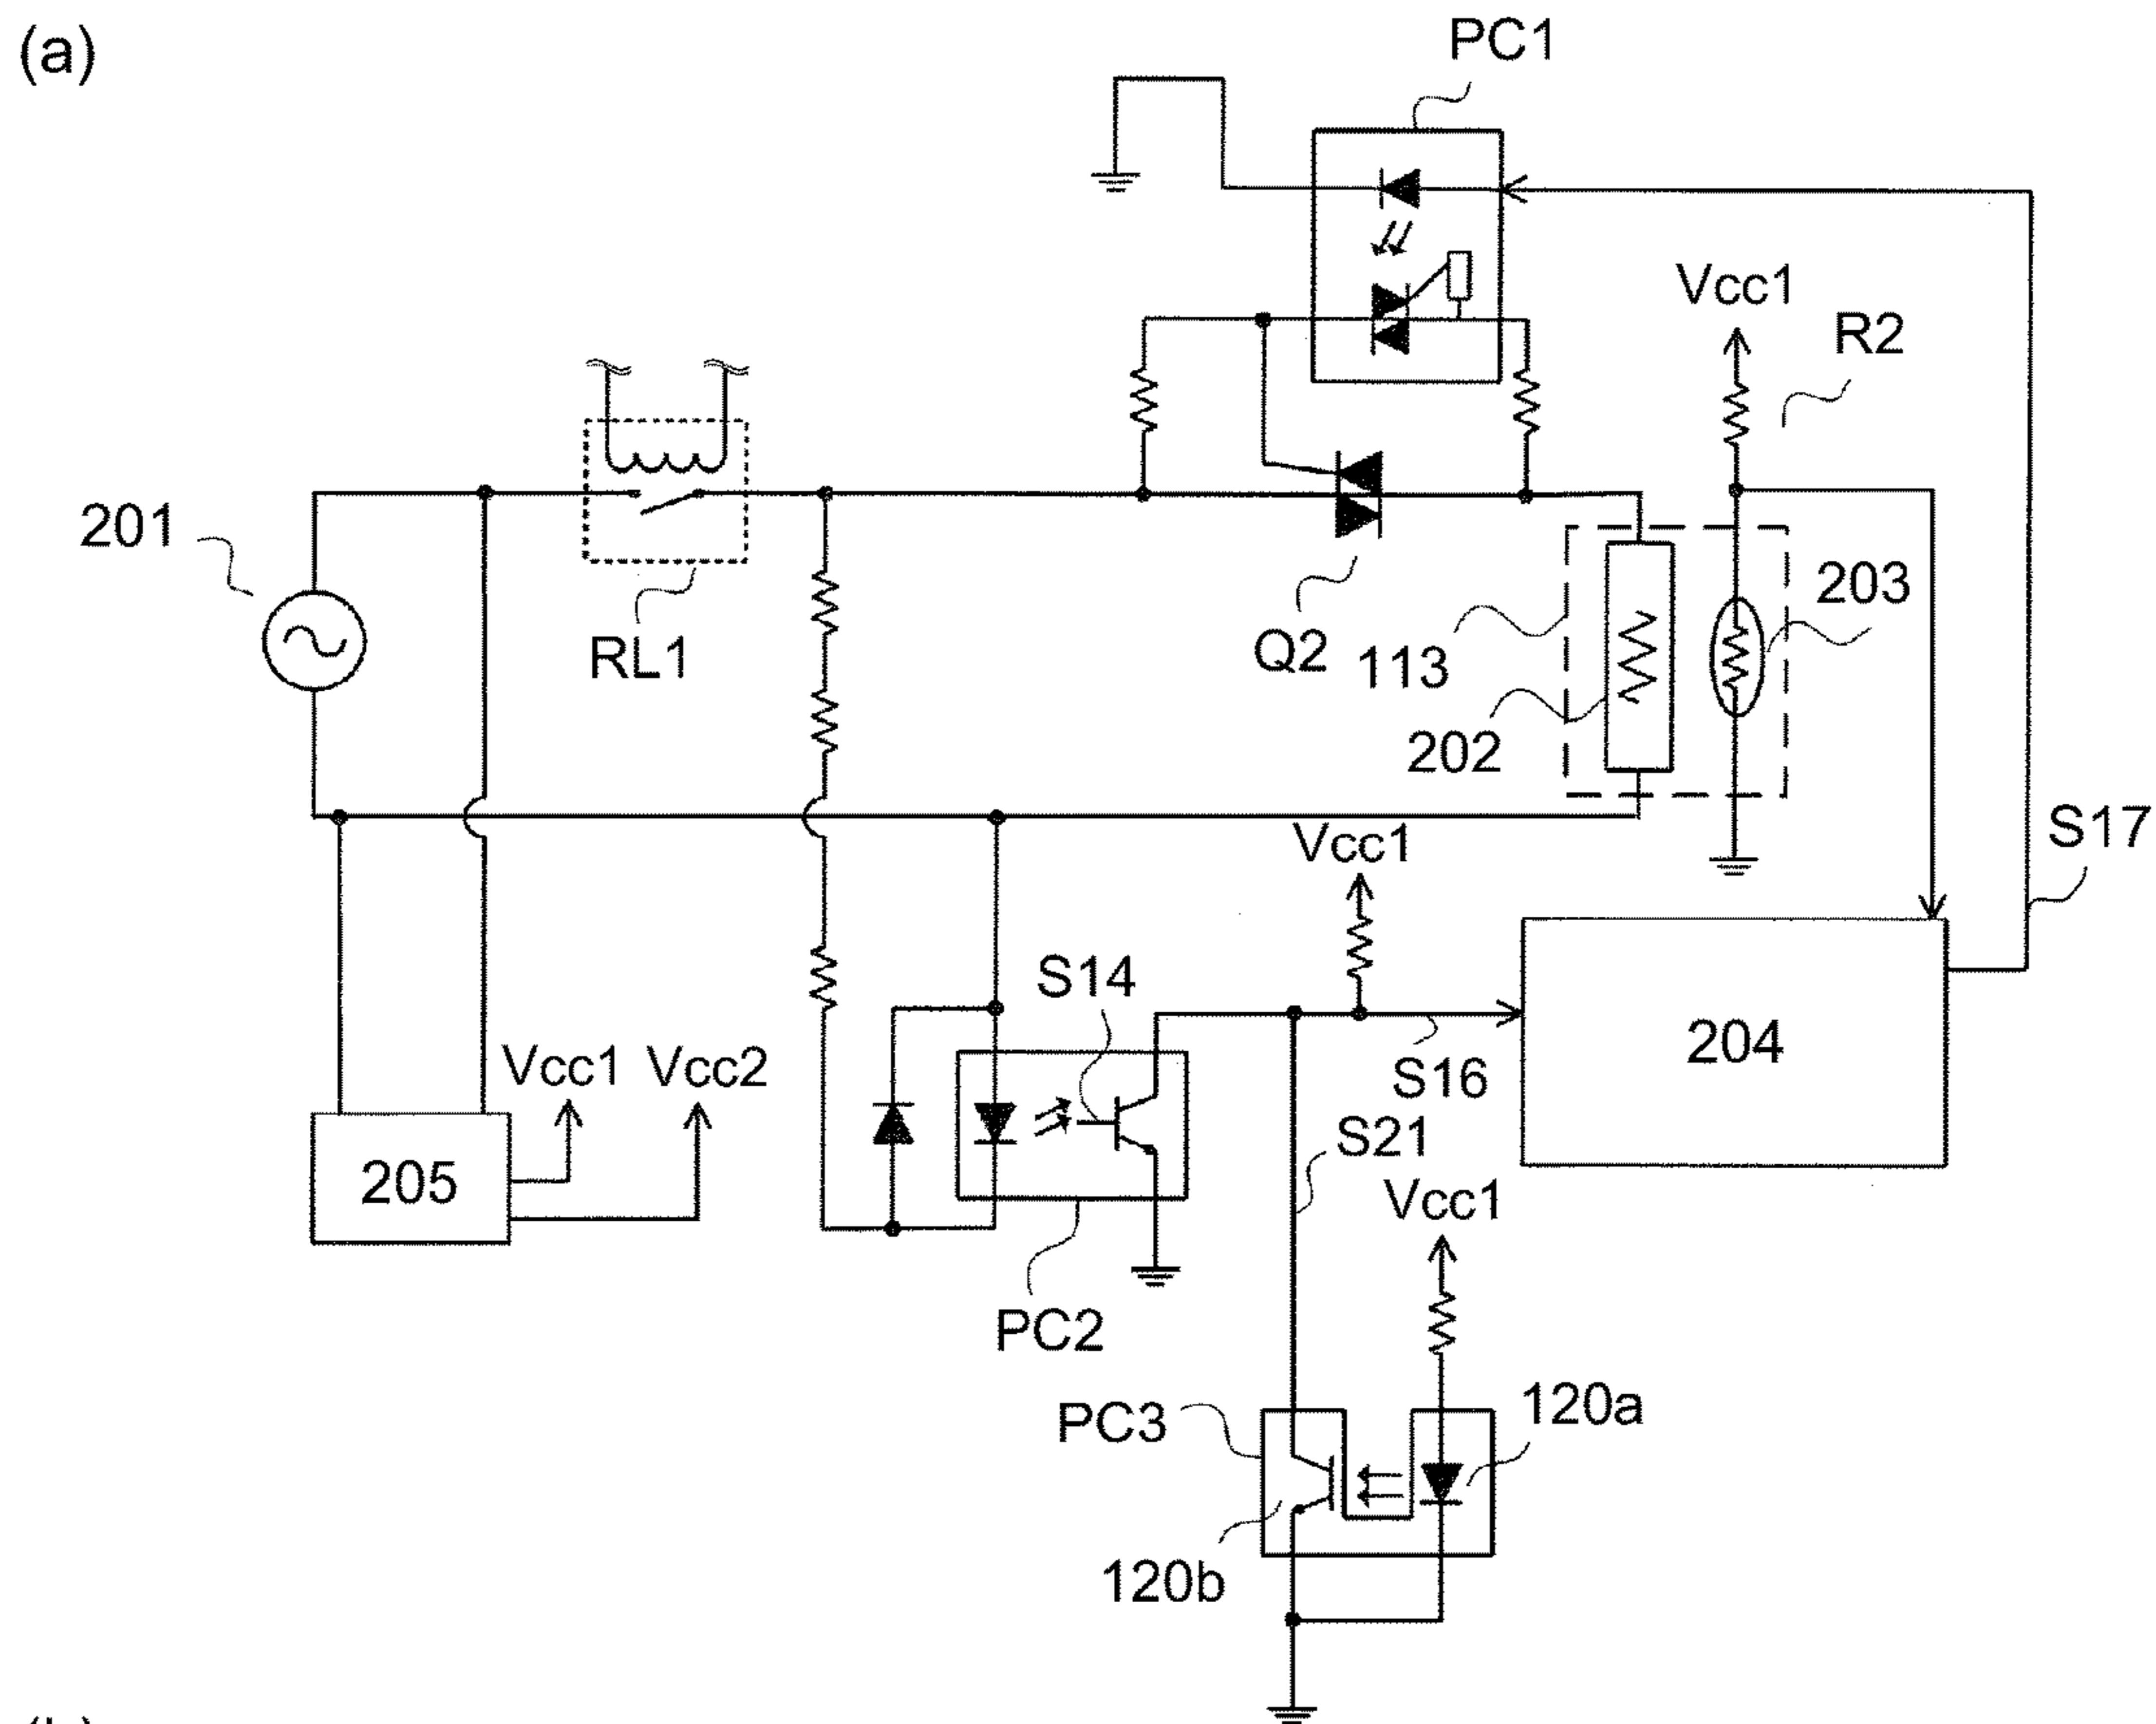 (a)
PC1
Vcc1
R2
201
RL1
Q2
113
203
202
Vcc1
S17
S14
Vcc1
Vcc2
S16
204
S21
205
Vcc1
PC2
PC3
120a
120b